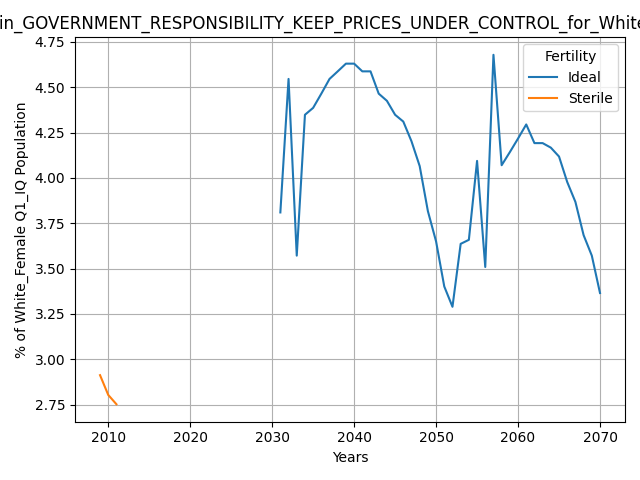 in_GOVERNMENT_RESPONSIBILITY_KEEP_PRICES_UNDER_CONTROL_for_White
4.75
4.50
4.25
4.00
3.75
3.50
3.25
3.00
2.75
% of White_Female Q1_IQ Population
Fertility
Ideal
Sterile
2010 2020 2030 2040 2050 2060 2070
Years